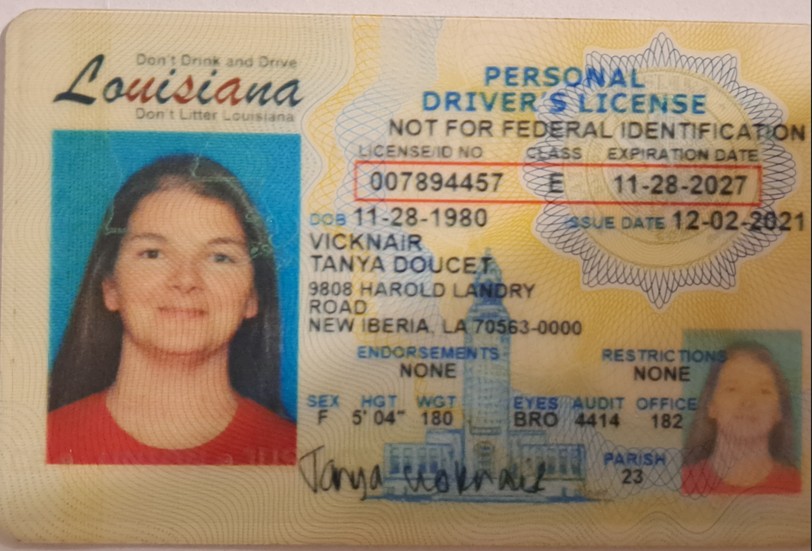 Don't Drink and Drive
Louisiana
Don't Litter Louisiana
PERSONAL
DRIVER'S LICENSE
NOT FOR FEDERAL IDENTIFICATION
LICENSE/ID NO CLASS EXPIRATION DATE
007894457 E 11-28-2027
DOB 11-28-1980 ISSUE DATE 12-02-2021
VICKNAIR
TANYA DOUCET
9808 HAROLD LANDRY
ROAD
NEW IBERIA, LA 70563-0000
ENDORSEMENTS RESTRICTIONS
NONE NONE
SEX HGT WGT EYES AUDIT OFFICE
F 5' 04" 180 BRO 4414 182
PARISH
23
Tanya Vicknair